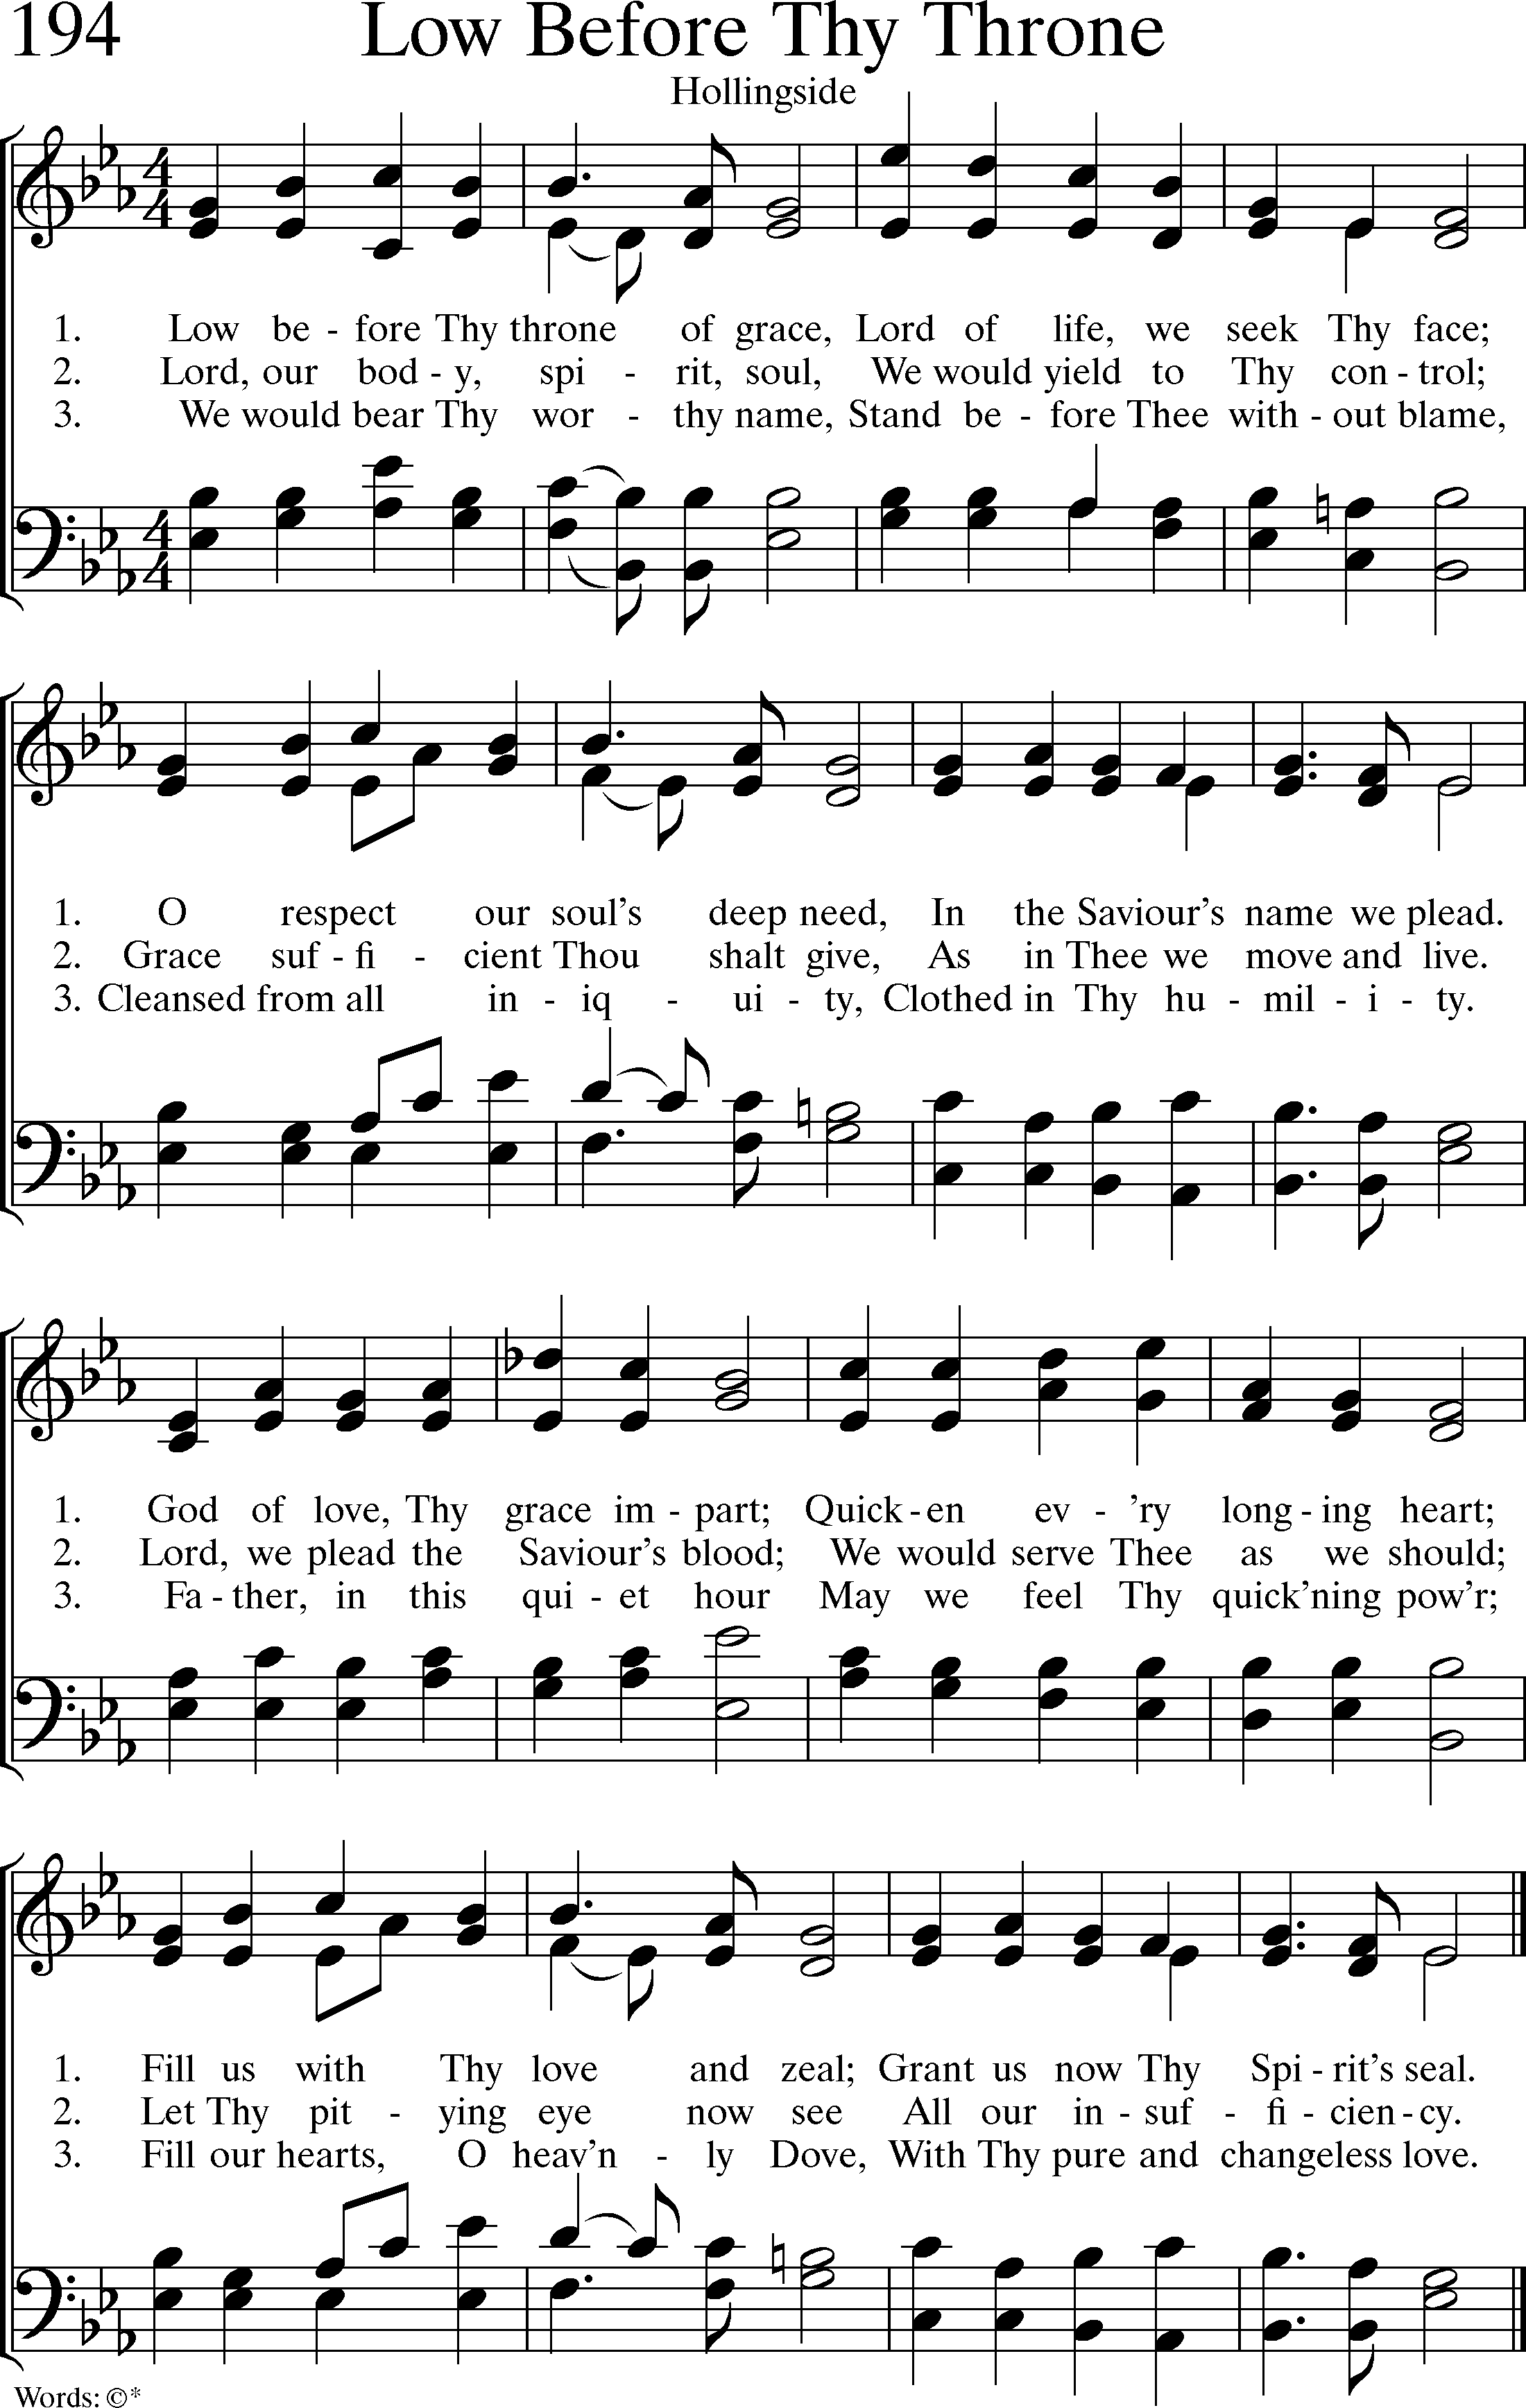 194 Low Before Thy Throne
Hollingside
1. Low be - fore Thy throne of grace, Lord of life, we seek Thy face;
2. Lord, our bod - y, spi - rit, soul, We would yield to Thy con - trol;
3. We would bear Thy wor - thy name, Stand be - fore Thee with - out blame,
1. O respect our soul's deep need, In the Saviour's name we plead.
2. Grace suf - fi - cient Thou shalt give, As in Thee we move and live.
3. Cleansed from all in - iq - ui - ty, Clothed in Thy hu - mil - i - ty.
1. God of love, Thy grace im - part; Quick - en ev - 'ry long - ing heart;
2. Lord, we plead the Saviour's blood; We would serve Thee as we should;
3. Fa - ther, in this qui - et hour May we feel Thy quick'ning pow'r;
1. Fill us with Thy love and zeal; Grant us now Thy Spi - rit's seal.
2. Let Thy pit - ying eye now see All our in - suf - fi - cien - cy.
3. Fill our hearts, O heav'n - ly Dove, With Thy pure and changeless love.
Words: ©*